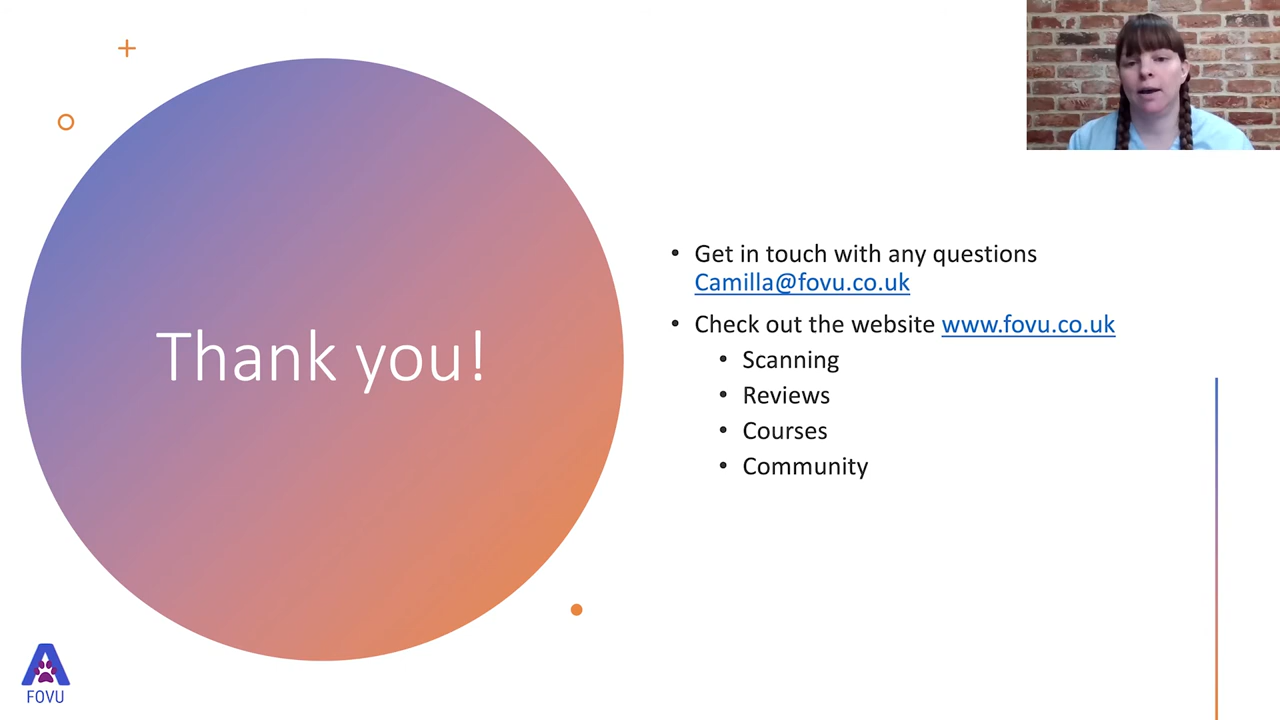 Thank you!
• Get in touch with any questions
Camilla@fovu.co.uk
• Check out the website www.fovu.co.uk
• Scanning
• Reviews
• Courses
• Community
FOVU